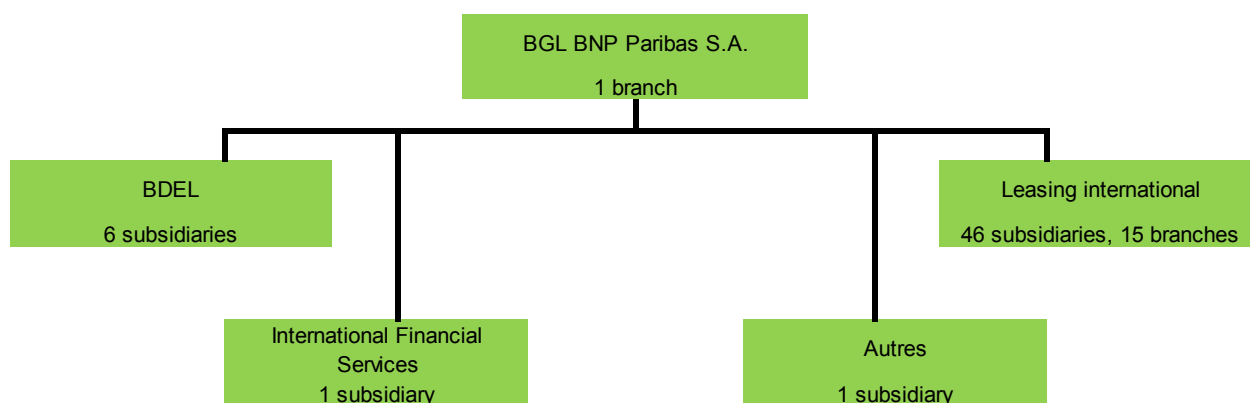 BGL BNP Paribas S.A.
1 branch
BDEL
6 subsidiaries
Leasing international
46 subsidiaries, 15 branches
International Financial
Services
1 subsidiary
Autres
1 subsidiary